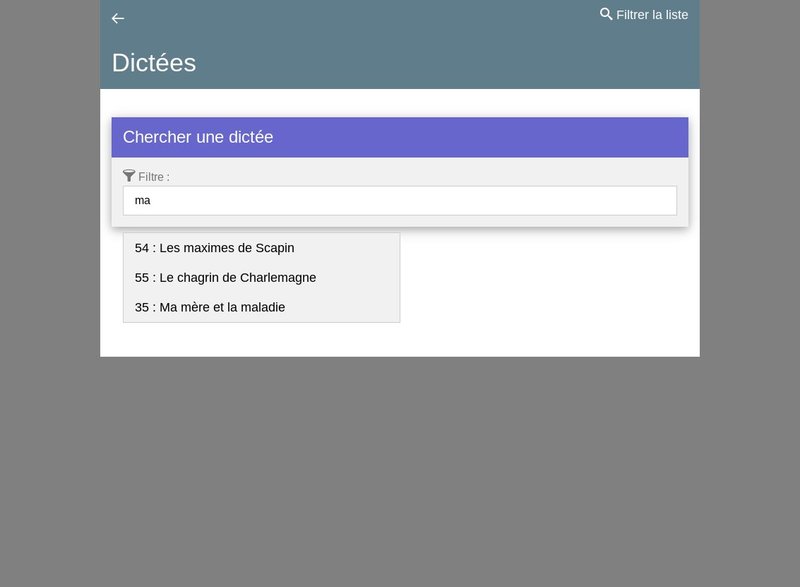 Filtrer la liste
Dictées
Chercher une dictée
Filtre :
ma
54 : Les maximes de Scapin
55 : Le chagrin de Charlemagne
35 : Ma mère et la maladie